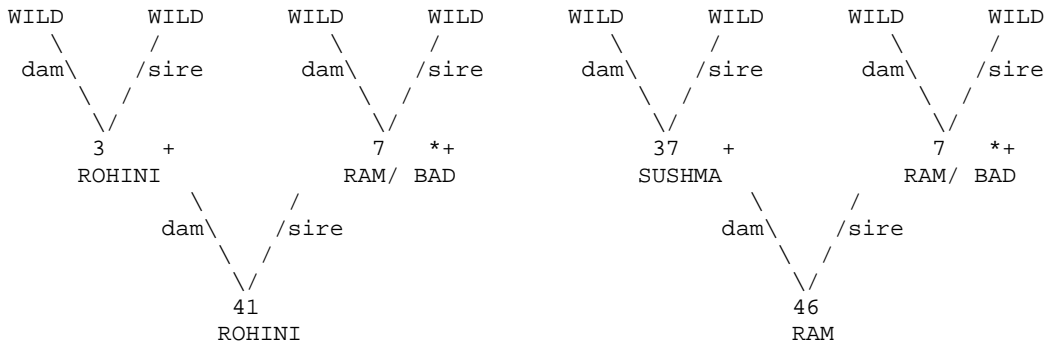 WILD WILD WILD WILD WILD WILD WILD WILD
\ / \ / \ / \ /
dam\ /sire dam\ /sire dam\ /sire dam\ /sire
\ / \ / \ / \ /
\/ \/ \/ \/
3 + 7 *+ 37 + 7 *+
ROHINI RAM/ BAD SUSHMA RAM/ BAD
\ / \ /
dam\ /sire dam\ /sire
\ / \ /
\/ \/
41 46
ROHINI RAM